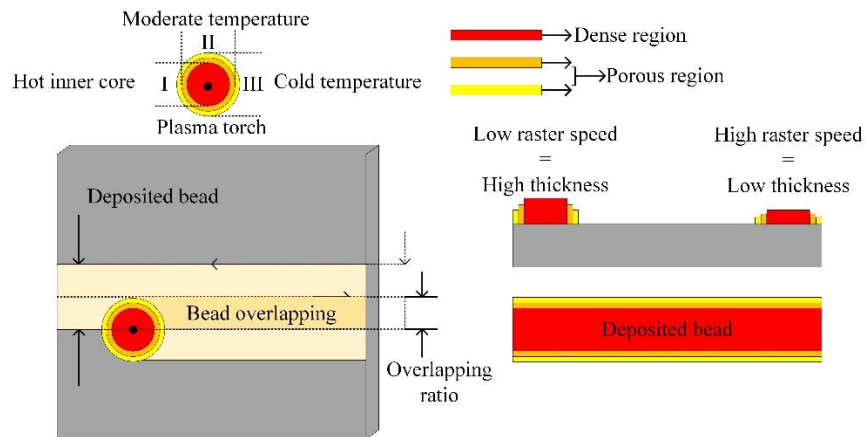 Moderate temperature
II
Hot inner core
I
III
Cold temperature
Plasma torch
Dense region
Porous region
Deposited bead
Bead overlapping
Overlapping
ratio
Low raster speed
=
High thickness
High raster speed
=
Low thickness
Deposited bead